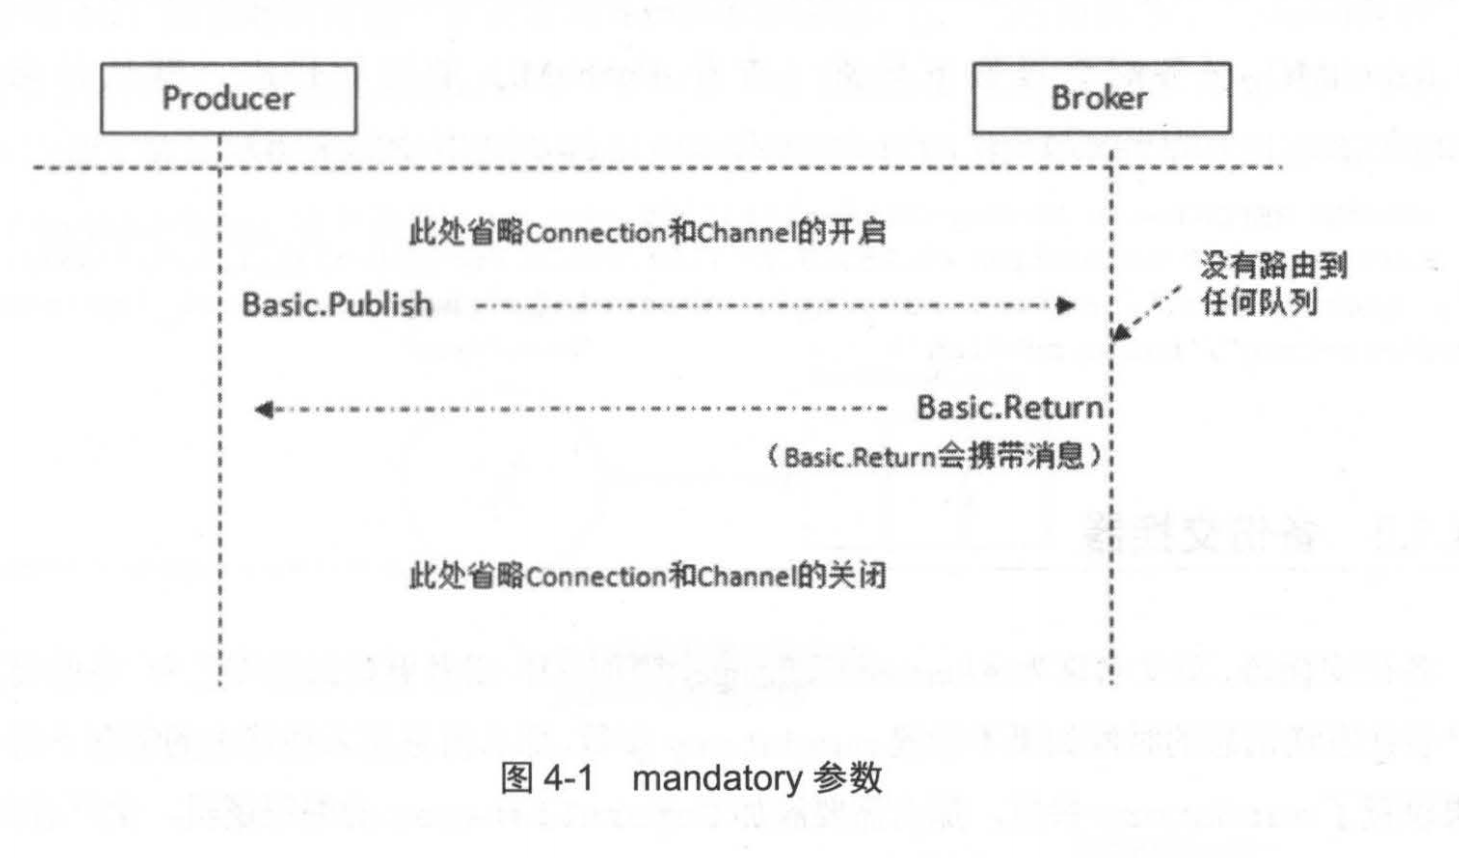 Producer
Broker
此处省略Connection和Channel的开启
没有路由到
任何队列
Basic.Publish
Basic.Return
（Basic.Return会携带消息）
此处省略Connection和Channel的关闭
图 4-1 mandatory 参数